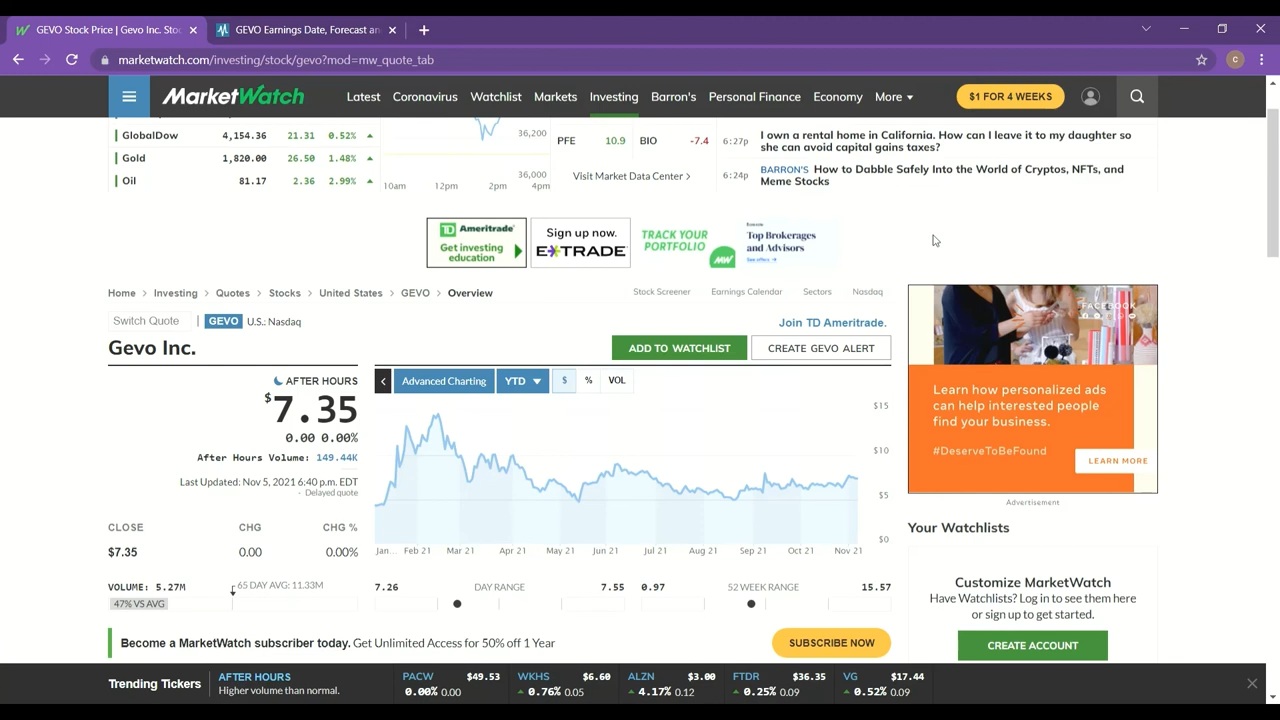 GEVO Stock Price | Gevo Inc. Sto
GEVO Earnings Date, Forecast an
marketwatch.com/investing/stock/gevo?mod=mw_quote_tab
C
MarketWatch
Latest Coronavirus Watchlist Markets Investing Barron's Personal Finance Economy More
$1 FOR 4 WEEKS
GlobalDow 4,154.36 21.31 0.52%
Gold 1,820.00 26.50 1.48%
Oil 81.17 2.36 2.99%
36,200
36,000
10am 12pm 2pm 4pm
PFE 10.9 BIO -7.4
Visit Market Data Center >
6:27p I own a rental home in California. How can I leave it to my daughter so
she can avoid capital gains taxes?
6:24p BARRON'S How to Dabble Safely Into the World of Cryptos, NFTs, and
Meme Stocks
TD Ameritrade
Get investing
education
Sign up now.
E*TRADE
TRACK YOUR
PORTFOLIO
MW
Top Brokerages
and Advisors
See offers
Home > Investing > Quotes > Stocks > United States > GEVO > Overview
Stock Screener Earnings Calendar Sectors Nasdaq
Switch Quote | GEVO U.S.: Nasdaq
Join TD Ameritrade.
Gevo Inc.
ADD TO WATCHLIST
CREATE GEVO ALERT
AFTER HOURS
$7.35
0.00 0.00%
After Hours Volume: 149.44K
Last Updated: Nov 5, 2021 6:40 p.m. EDT
Delayed quote
CLOSE CHG CHG %
$7.35 0.00 0.00%
VOLUME: 5.27M 65 DAY AVG: 11.33M
47% VS AVG
< Advanced Charting YTD $ % VOL
$15
$10
$5
$0
Jan... Feb 21 Mar 21 Apr 21 May 21 Jun 21 Jul 21 Aug 21 Sep 21 Oct 21 Nov 21
7.26 DAY RANGE 7.55
0.97 52 WEEK RANGE 15.57
FACEBOOK
Learn how personalized ads
can help interested people
find your business.
#DeserveToBeFound
LEARN MORE
Advertisement
Your Watchlists
Customize MarketWatch
Have Watchlists? Log in to see them here
or sign up to get started.
CREATE ACCOUNT
Become a MarketWatch subscriber today. Get Unlimited Access for 50% off 1 Year
SUBSCRIBE NOW
Trending Tickers
AFTER HOURS
Higher volume than normal.
PACW $49.53
0.00% 0.00
WKHS $6.60
0.76% 0.05
ALZN $3.00
4.17% 0.12
FTDR $36.35
0.25% 0.09
VG $17.44
0.52% 0.09